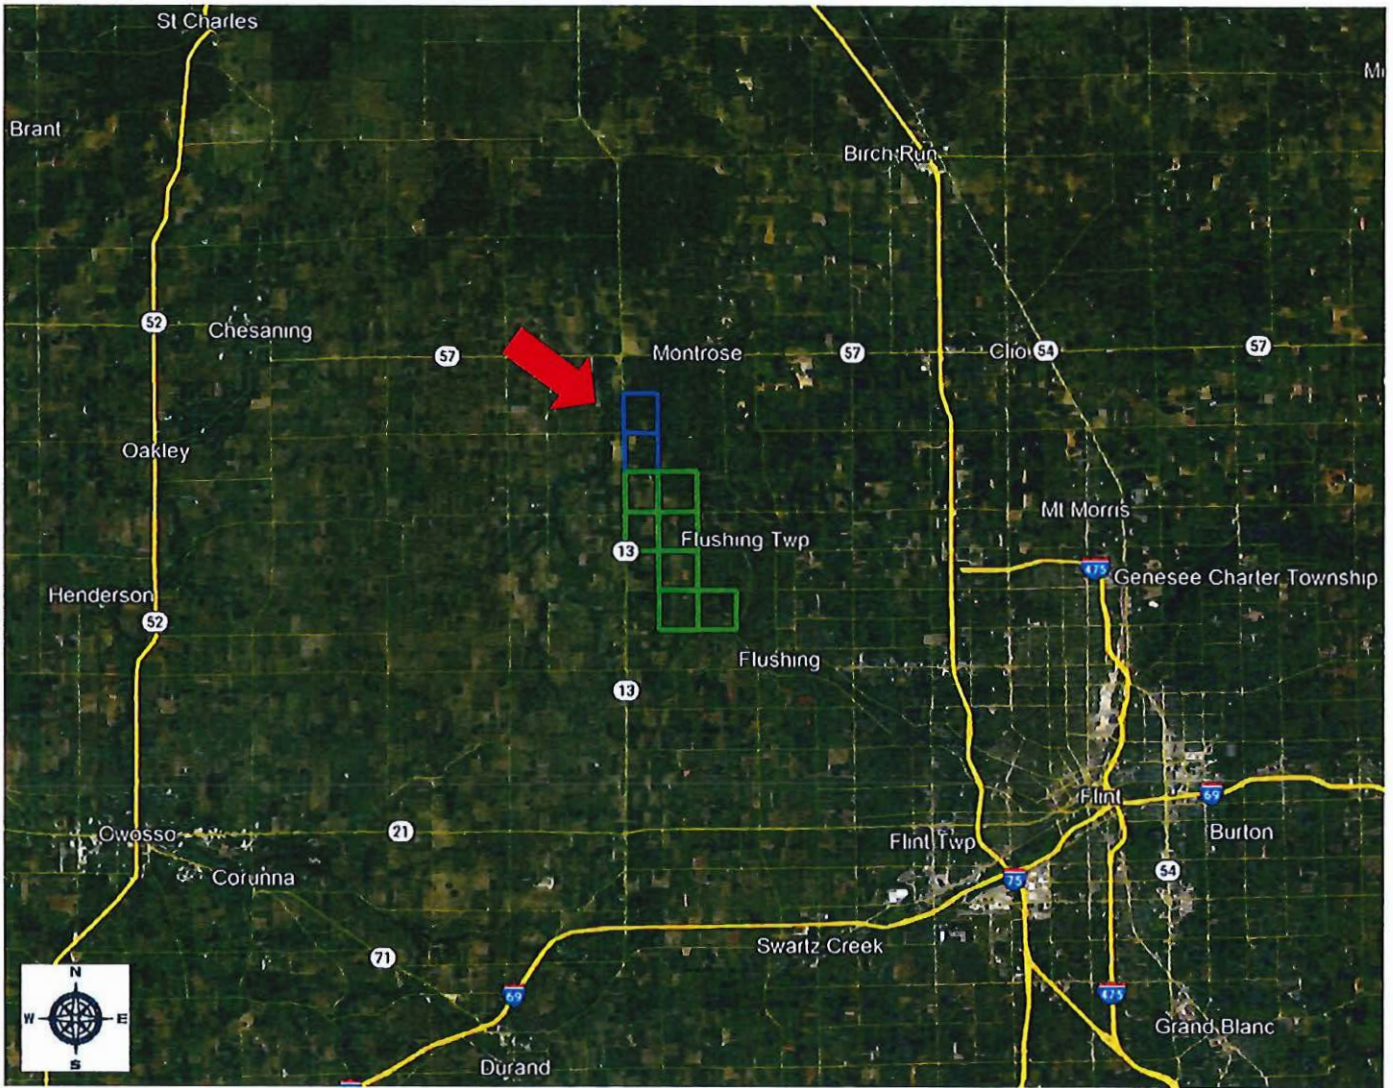 St Charles
Mi
Brant
Birch Run
52
Chesaning
57
Montrose
57
Clio
54
57
Oakley
Mt Morris
Flushing Twp
13
475
Genesee Charter Township
Henderson
52
Flushing
13
Flint
69
Owosso
21
Flint Twp
Burton
Corunna
75
54
Swartz Creek
71
N
W
E
S
69
475
Grand Blanc
Durand